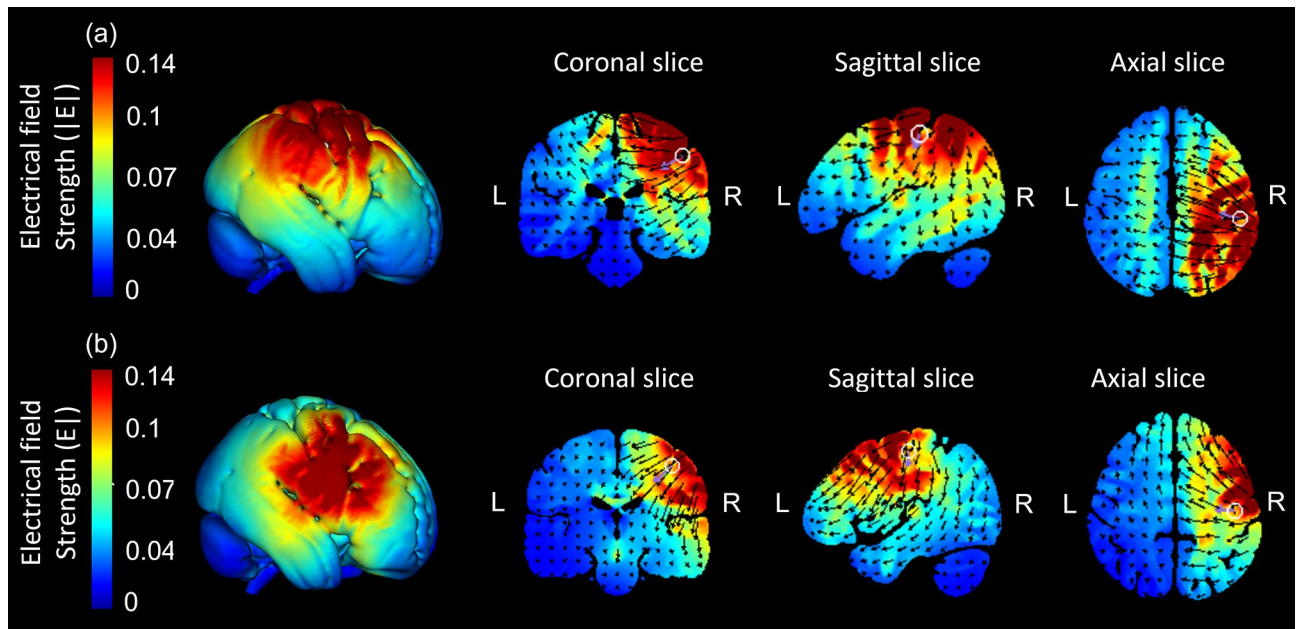 (a)
Electrical field
Strength (|E|)
0.14
0.1
0.07
0.04
0
Coronal slice
Sagittal slice
Axial slice
L
R
L
R
L
R
(b)
Electrical field
Strength (E|)
0.14
0.1
0.07
0.04
0
Coronal slice
Sagittal slice
Axial slice
L
R
L
R
L
R